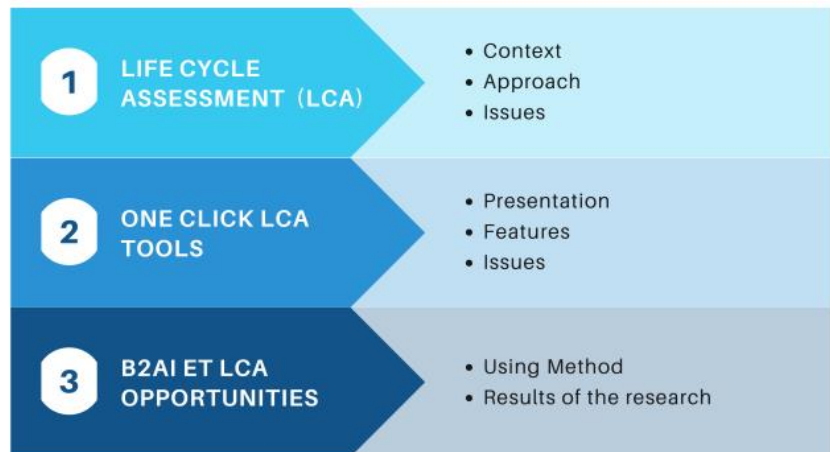 1
LIFE CYCLE
ASSESSMENT (LCA)
• Context
• Approach
• Issues
2
ONE CLICK LCA
TOOLS
• Presentation
• Features
• Issues
3
B2AI ET LCA
OPPORTUNITIES
• Using Method
• Results of the research